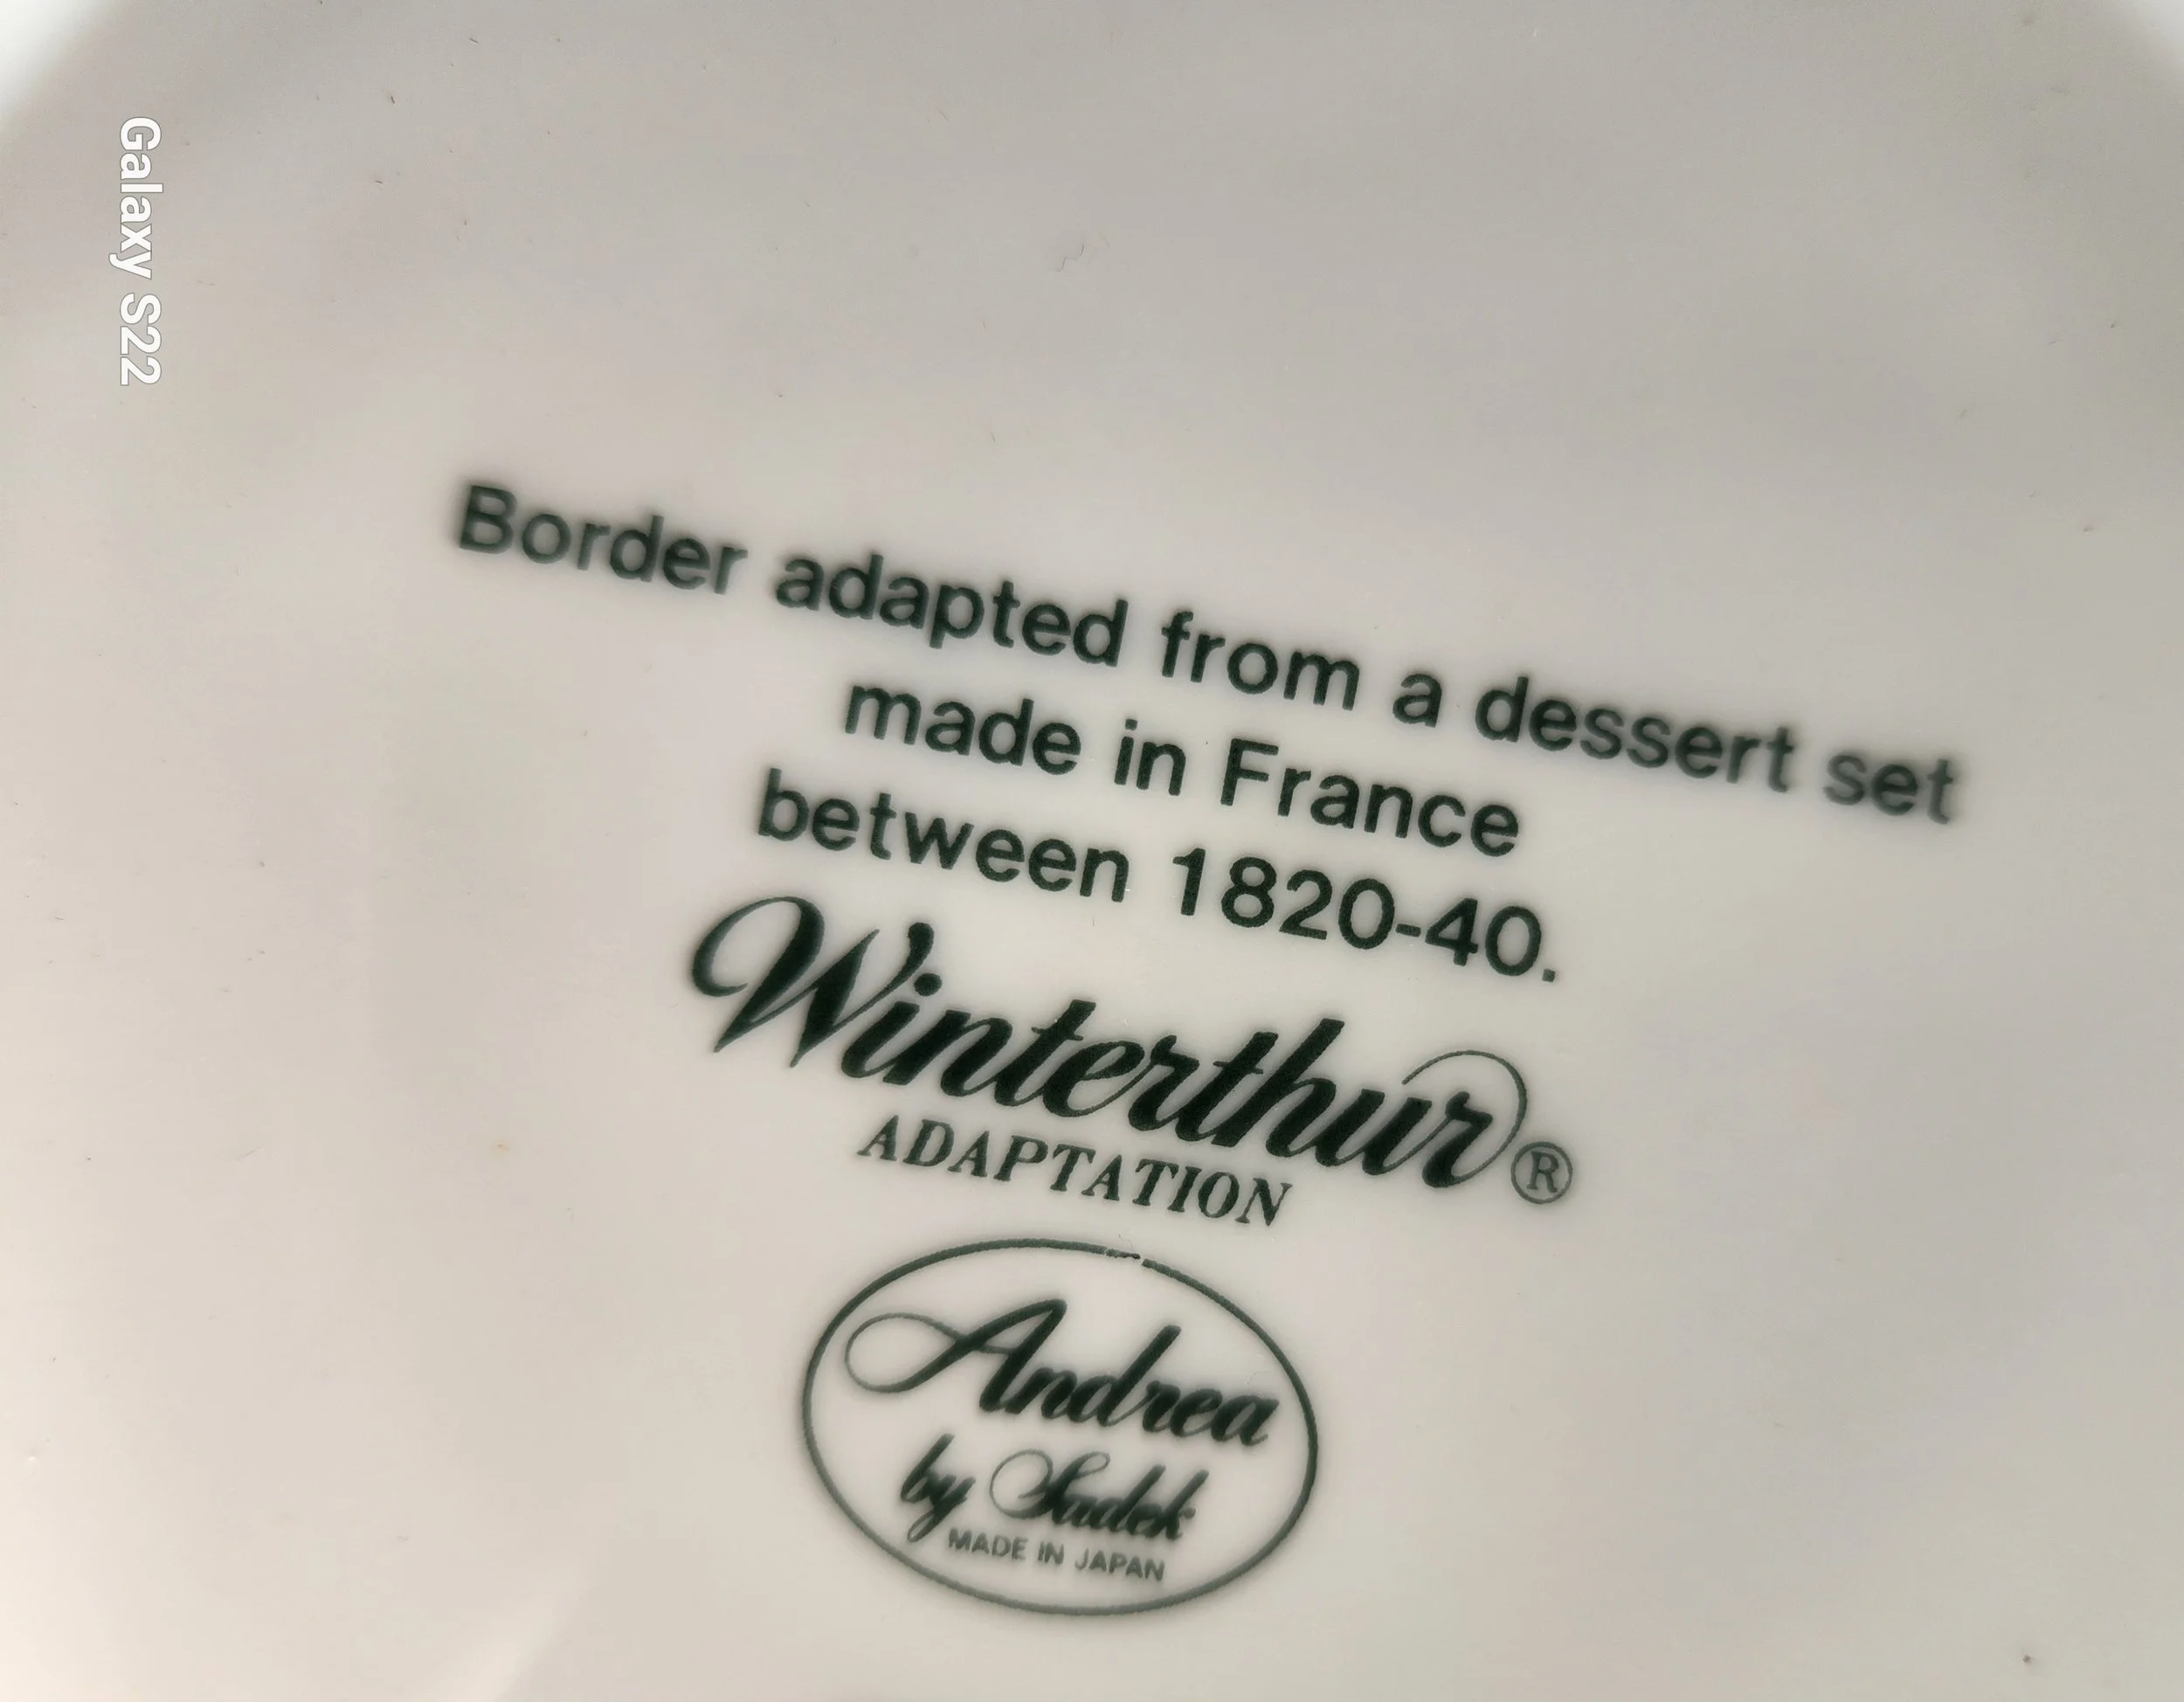 Galaxy S22
Border adapted from a dessert set
made in France
between 1820-40.
Winterthur®
ADAPTATION
Andrea
by Sadek
MADE IN JAPAN